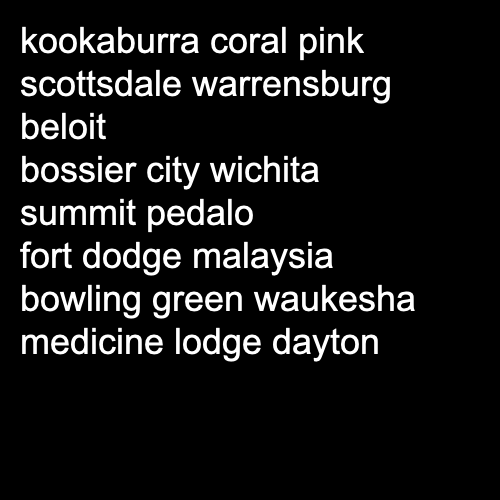 kookaburra coral pink
scottsdale warrensburg
beloit
bossier city wichita
summit pedalo
fort dodge malaysia
bowling green waukesha
medicine lodge dayton